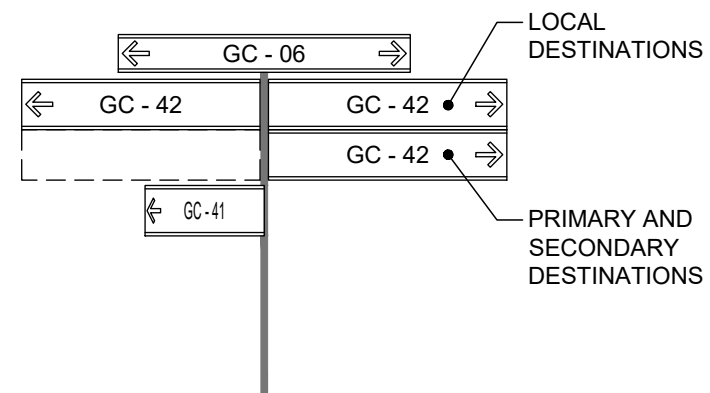 LOCAL
DESTINATIONS
GC - 06
GC - 42
GC - 42
GC - 42
GC - 41
PRIMARY AND
SECONDARY
DESTINATIONS